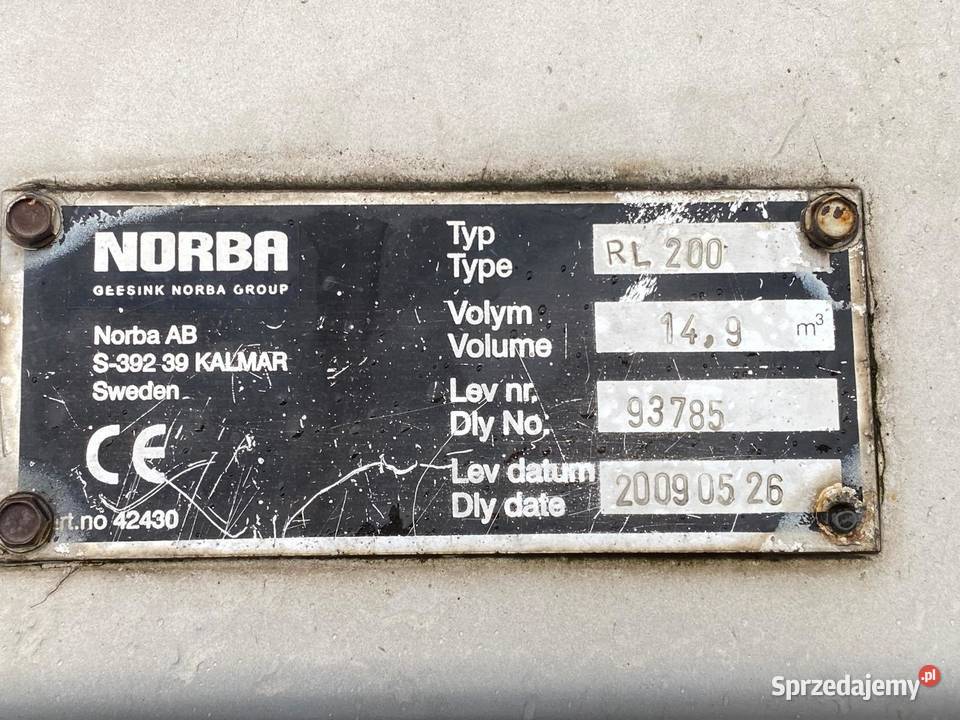 NORBA
GEESINK NORBA GROUP
Norba AB
S-392 39 KALMAR
Sweden
CE
rt.no 42430
Typ
Type
RL 200
Volym
Volume
14,9 m³
Lev nr.
Dly No.
93785
Lev datum
Dly date
2009 05 26
Sprzedajemy.pl